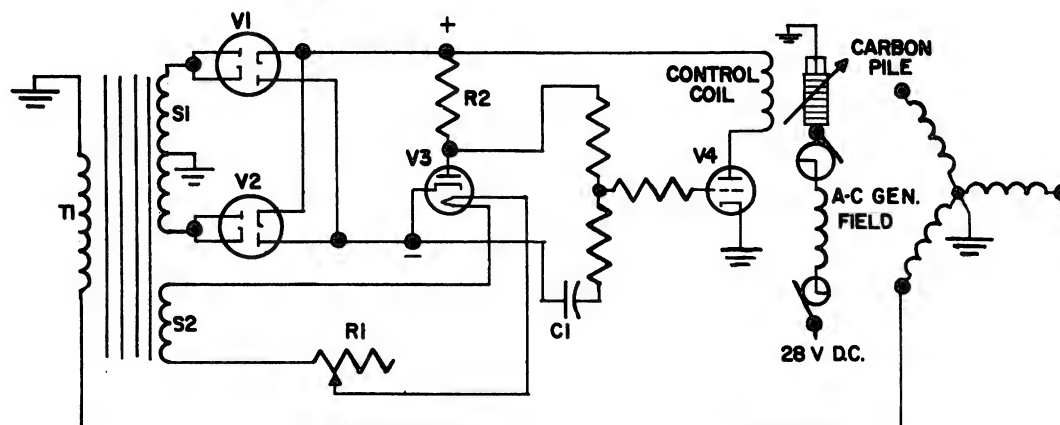 V1
+
CARBON
PILE
CONTROL
COIL
S1
R2
V3
V4
V2
A-C GEN.
FIELD
T1
–
S2
R1
C1
28 V D.C.